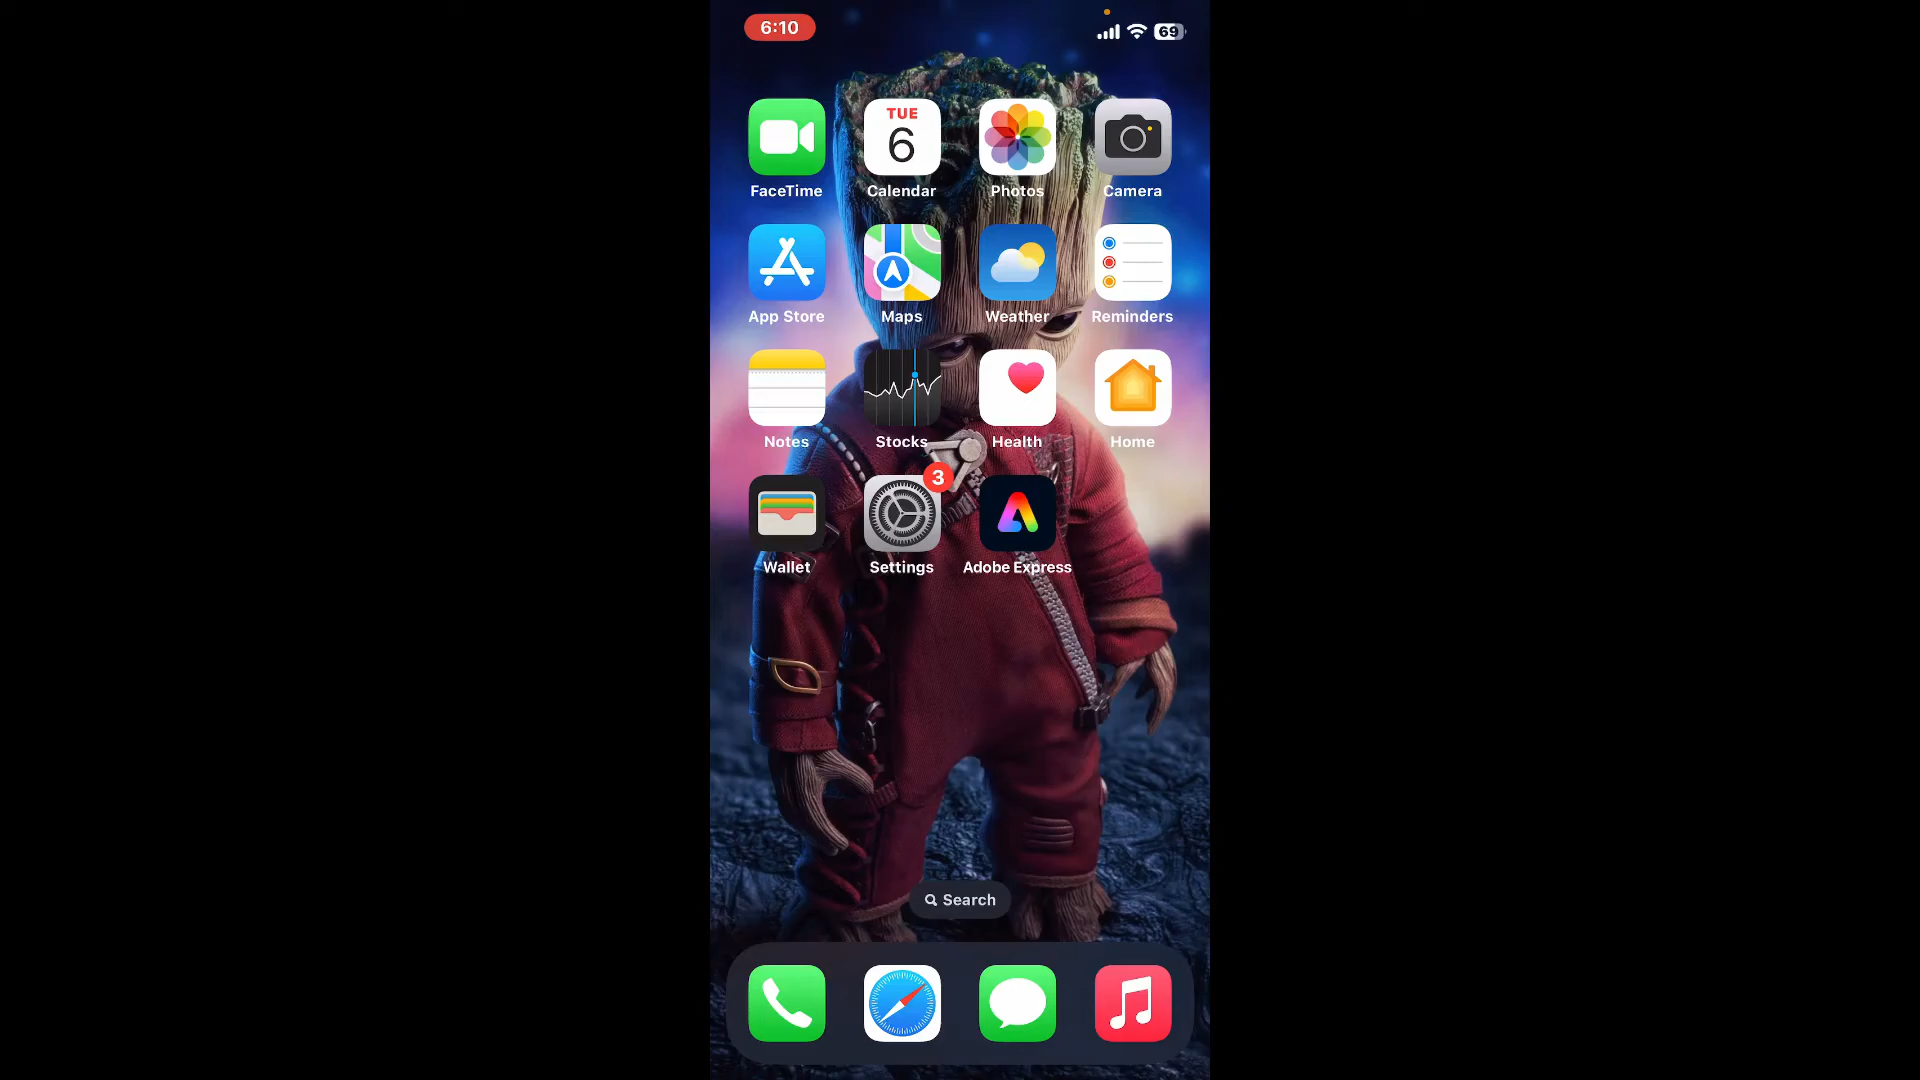 6:10
69
TUE
6
FaceTime
Calendar
Photos
Camera
App Store
Maps
Weather
Reminders
Notes
Stocks
Health
Home
3
Wallet
Settings
Adobe Express
Search